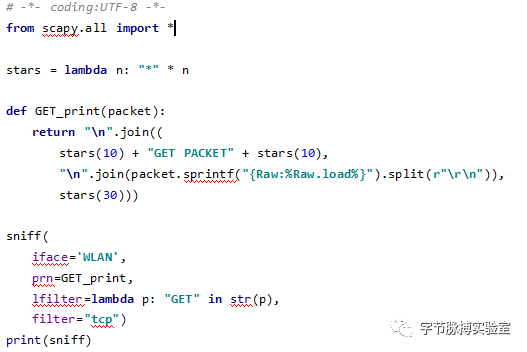 # -*- coding:UTF-8 -*-
from scapy.all import *

stars = lambda n: "*" * n

def GET_print(packet):
    return "\n".join((
        stars(10) + "GET PACKET" + stars(10),
        "\n".join(packet.sprintf("{Raw:%Raw.load%}").split(r"\r\n")),
        stars(30)))

sniff(
    iface='WLAN',
    prn=GET_print,
    lfilter=lambda p: "GET" in str(p),
    filter="tcp")
print(sniff)
字节脉搏实验室